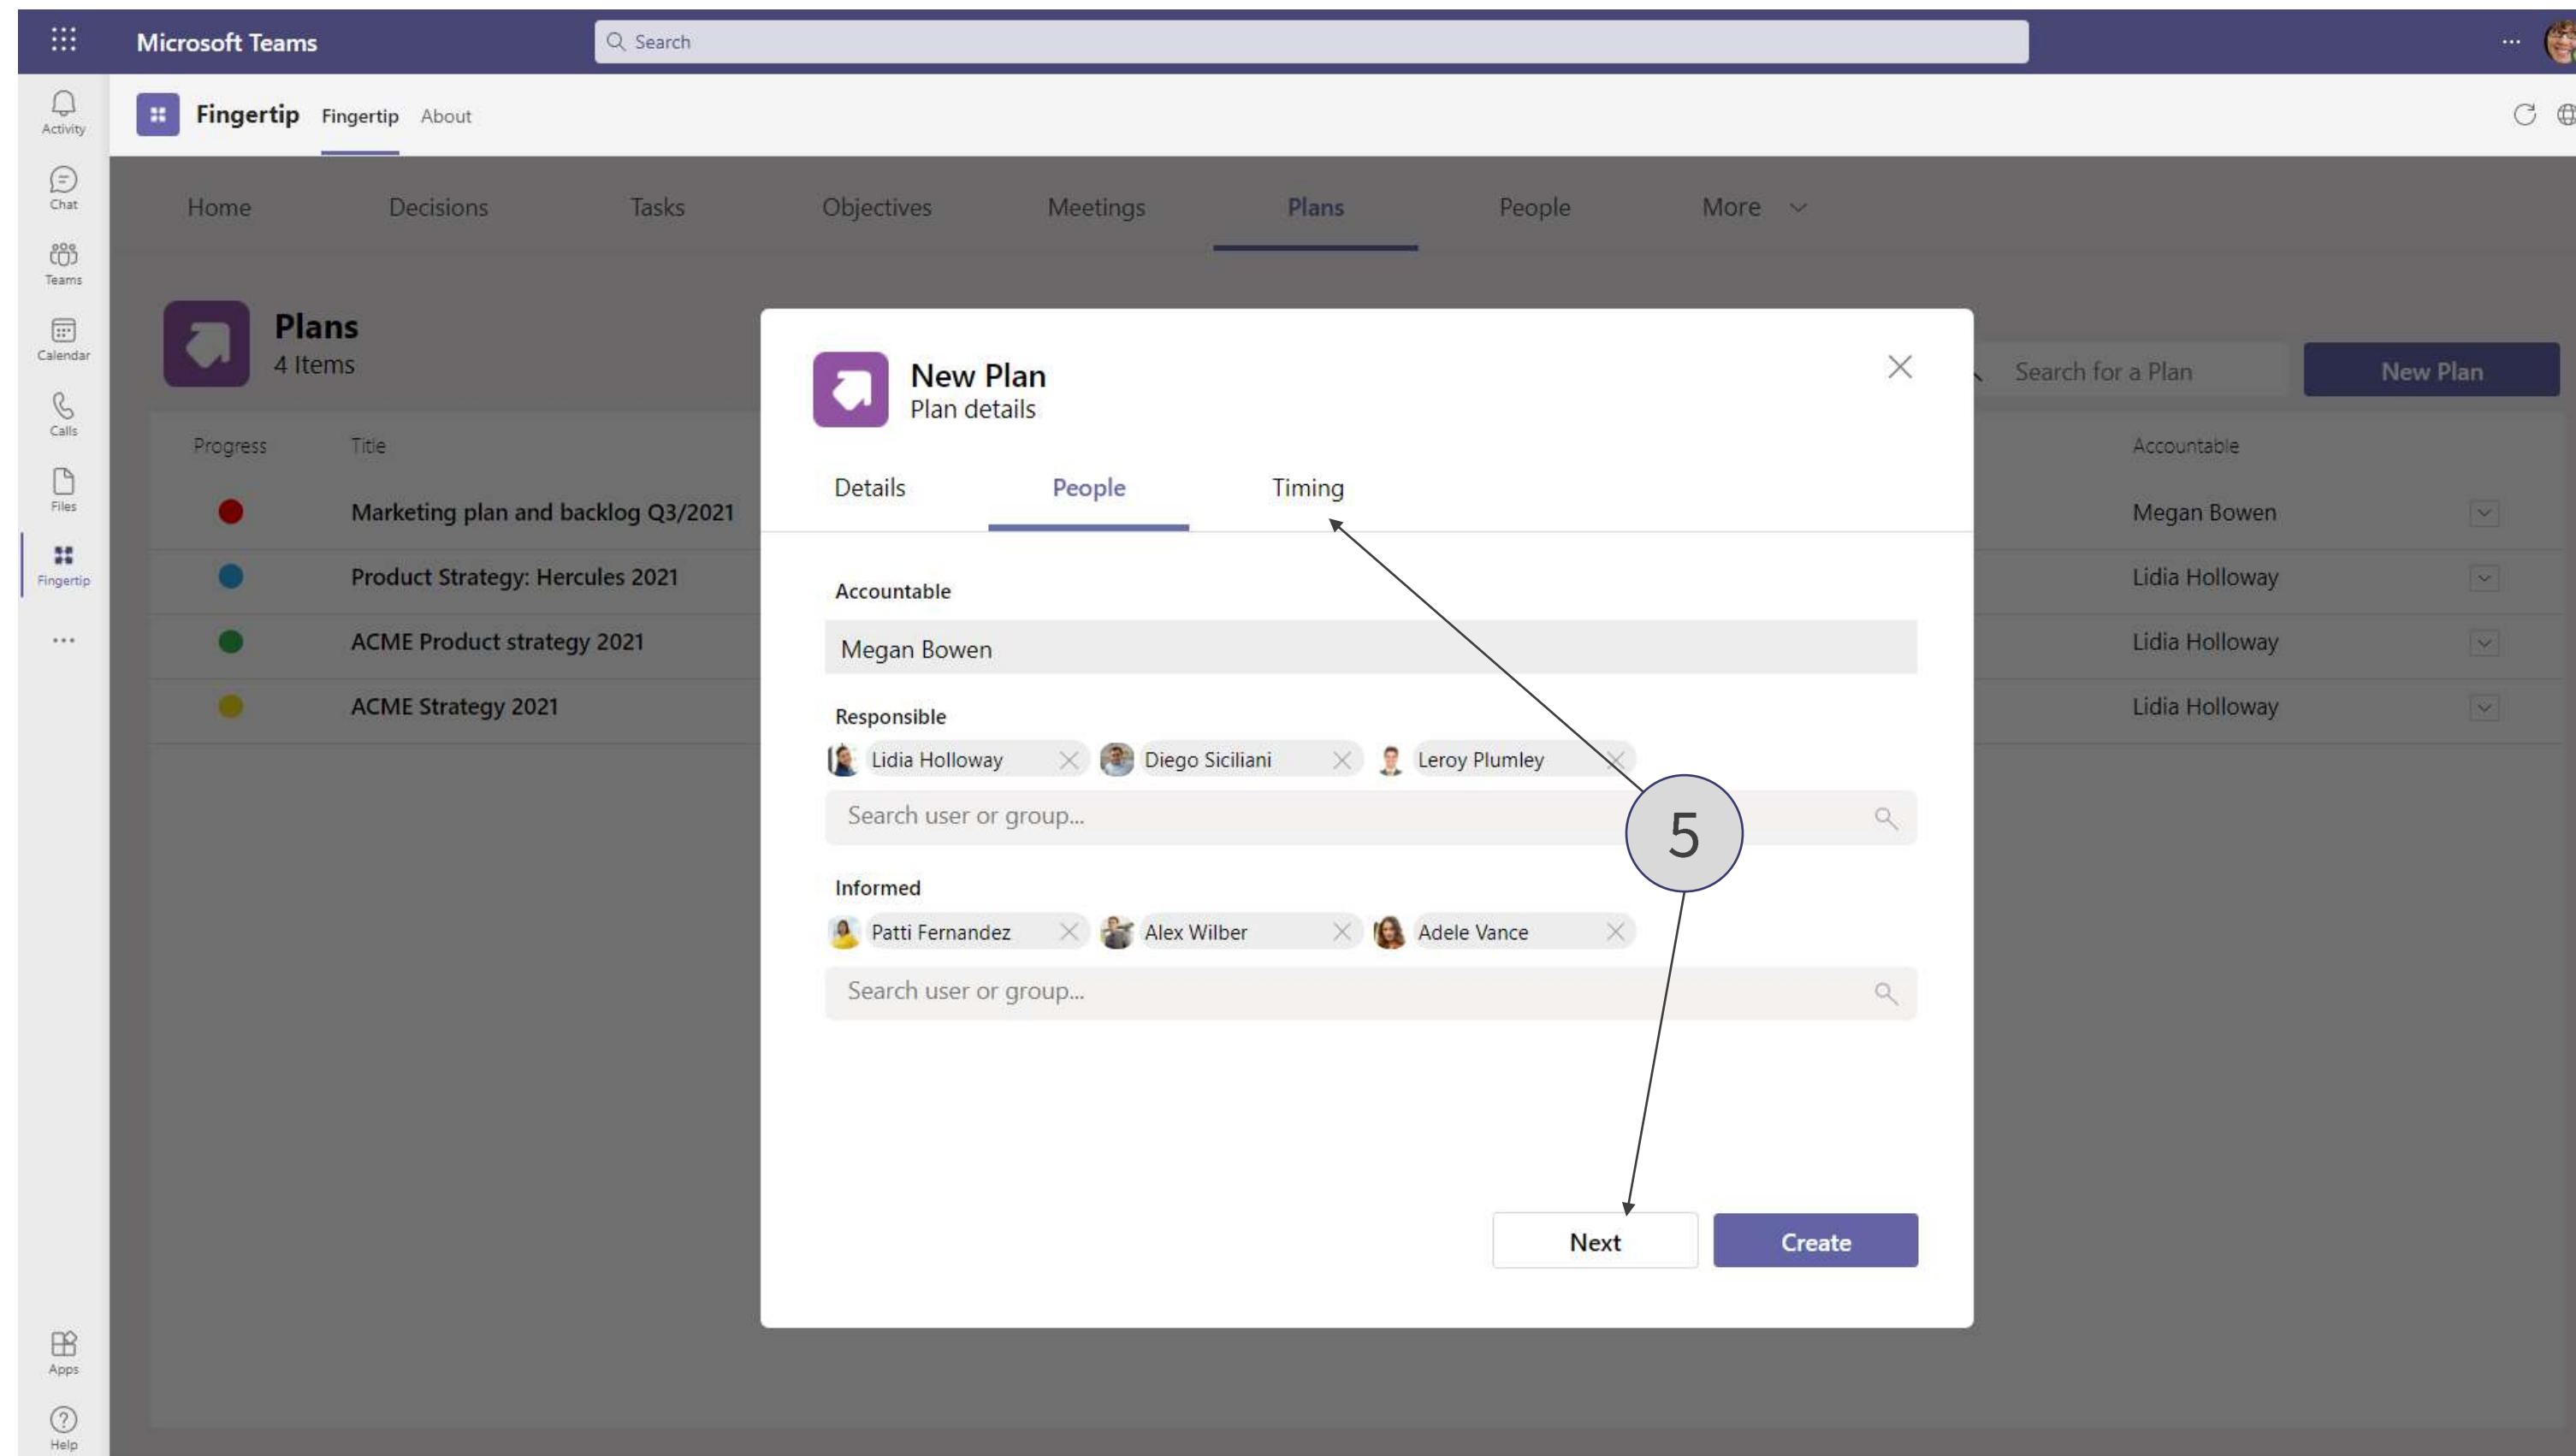 Microsoft Teams
Search
Activity
Chat
Teams
Calendar
Calls
Files
Fingertip
Apps
Help
Fingertip Fingertip About
Home Decisions Tasks Objectives Meetings Plans People More
Plans
4 Items
Search for a Plan
New Plan
Progress Title Accountable
Marketing plan and backlog Q3/2021 Megan Bowen
Product Strategy: Hercules 2021 Lidia Holloway
ACME Product strategy 2021 Lidia Holloway
ACME Strategy 2021 Lidia Holloway
New Plan
Plan details
Details People Timing
Accountable
Megan Bowen
Responsible
Lidia Holloway Diego Siciliani Leroy Plumley
Search user or group...
5
Informed
Patti Fernandez Alex Wilber Adele Vance
Search user or group...
Next Create